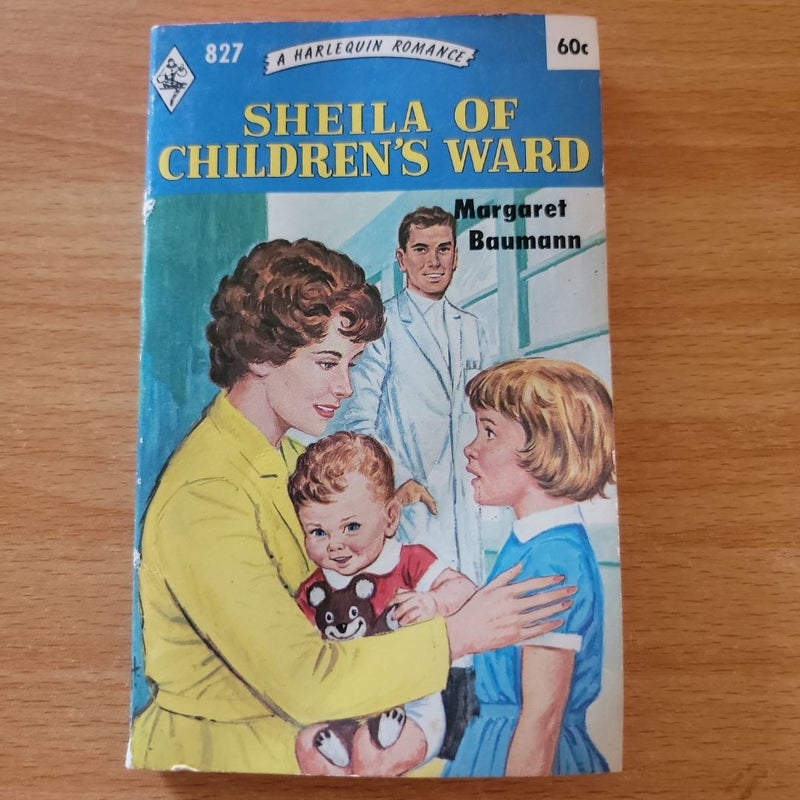 827
A HARLEQUIN ROMANCE
60c
SHEILA OF
CHILDREN'S WARD
Margaret
Baumann